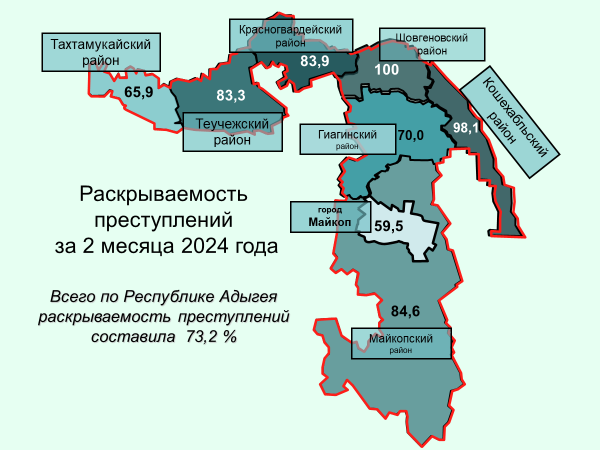 Красногвардейский
район
Шовгеновский
район
Тахтамукайский
район
83,9
100
65,9
83,3
Кошехабльский
район
Теучежский
район
Гиагинский
район
70,0
98,1
Раскрываемость
преступлений
за 2 месяца 2024 года
город
Майкоп
59,5
Всего по Республике Адыгея
раскрываемость преступлений
составила 73,2 %
84,6
Майкопский
район